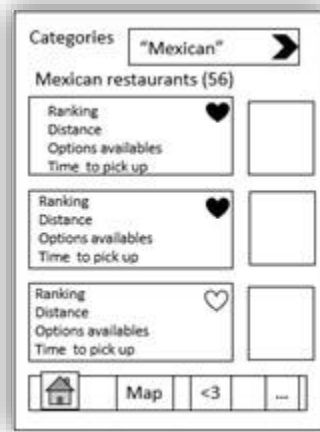 Categories
"Mexican"
Mexican restaurants (56)
Ranking
Distance
Options availables
Time to pick up
Ranking
Distance
Options availables
Time to pick up
Ranking
Distance
Options availables
Time to pick up
Map <3 ...